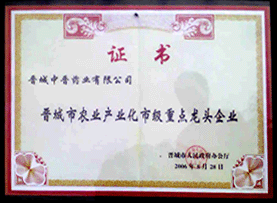 证书
晋城中晋药业有限公司
晋城市农业产业化市级重点龙头企业
晋城市人民政府办公厅
2006年8月28日